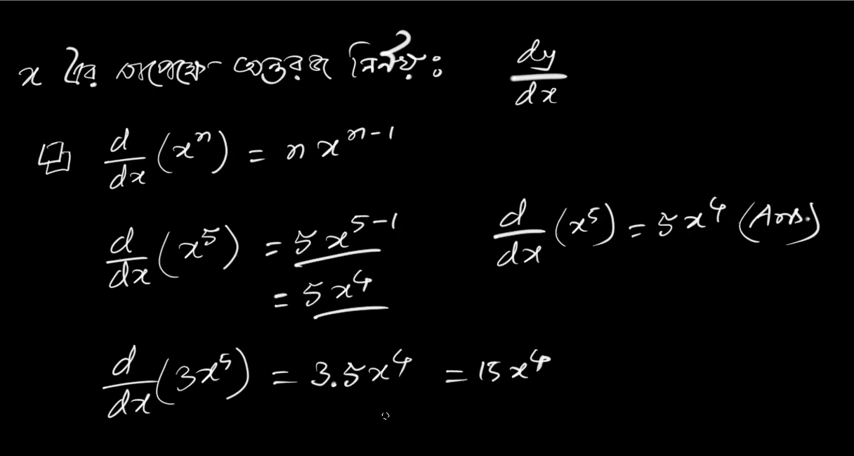 x এর সাপেক্ষে অন্তরজ নির্ণয় : dy/dx
d/dx (xⁿ) = n xⁿ⁻¹
d/dx (x⁵) = 5x⁵⁻¹
= 5x⁴
d/dx (x⁵) = 5x⁴ (Ans.)
d/dx (3x⁵) = 3.5x⁴ = 15x⁴